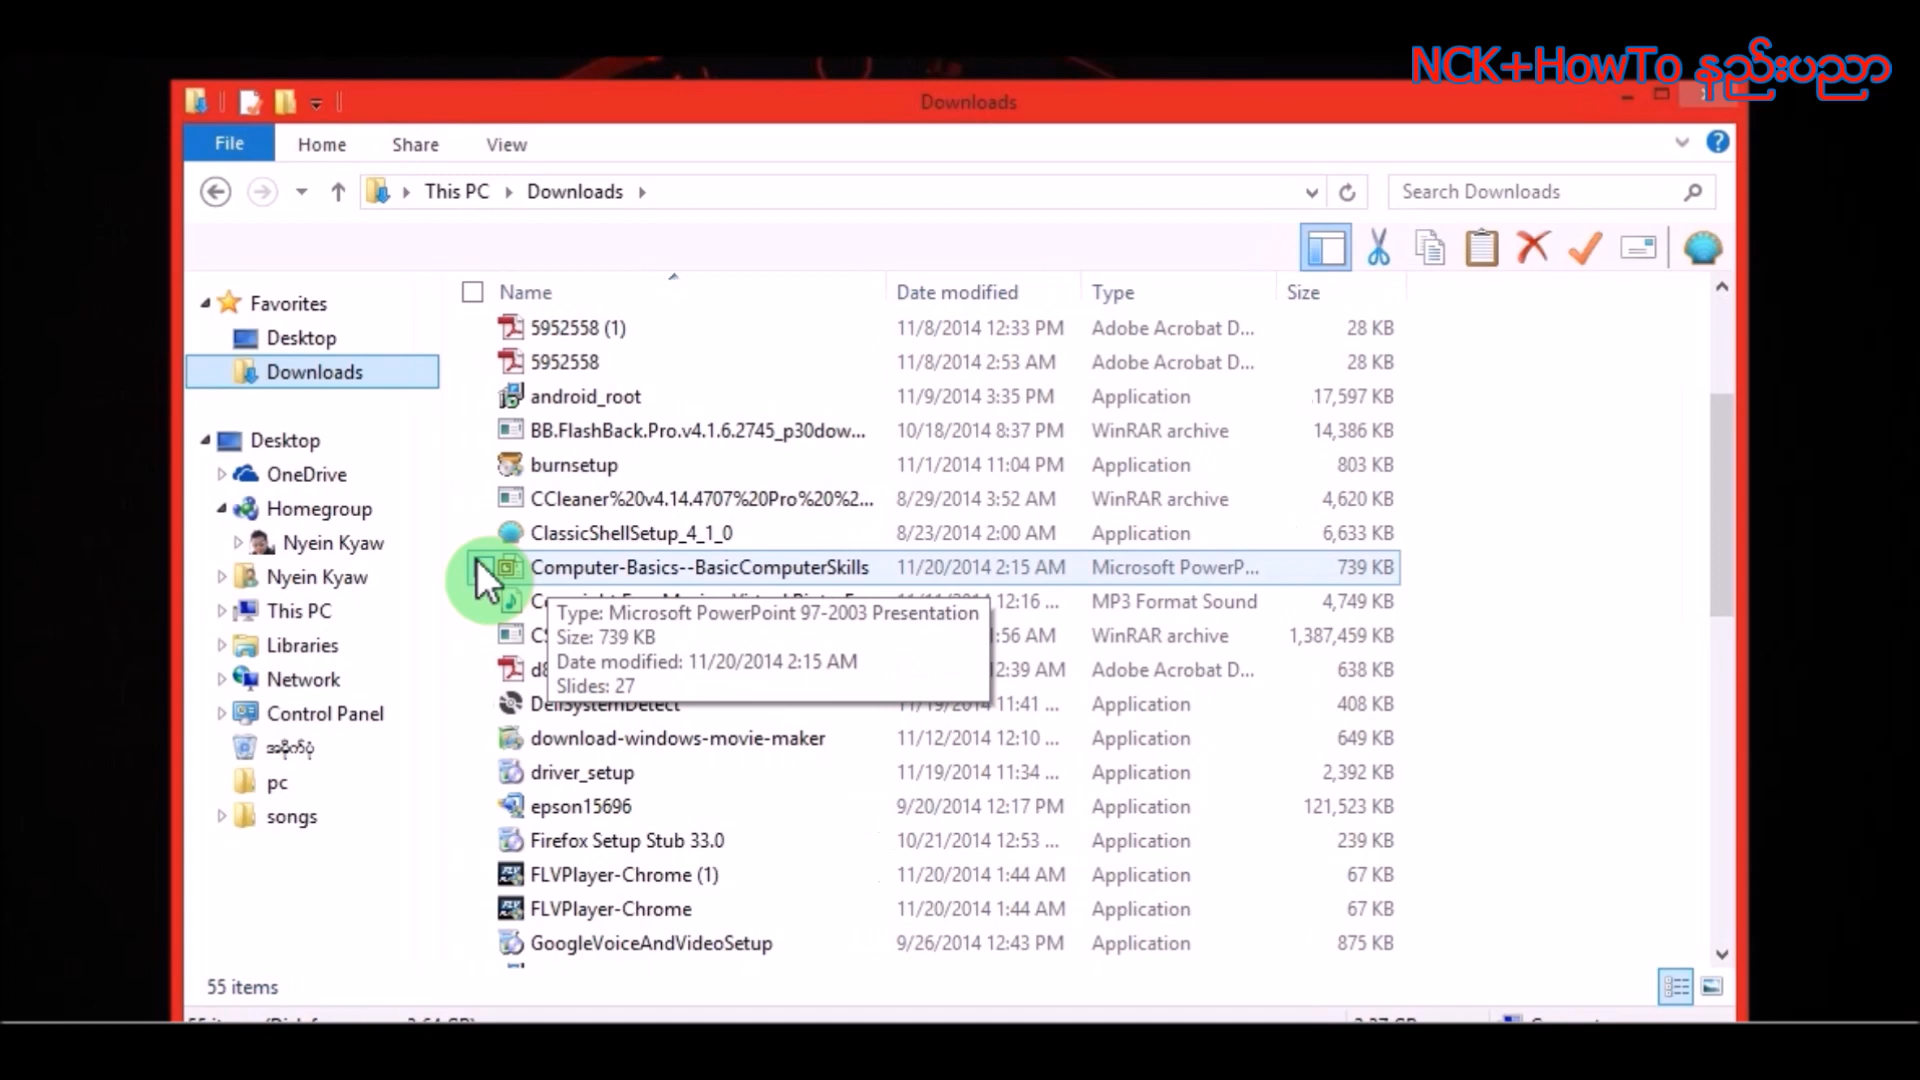 NCK+HowTo နည်းပညာ
Downloads
File Home Share View
This PC Downloads
Search Downloads
Name Date modified Type Size
Favorites
Desktop
Downloads
Desktop
OneDrive
Homegroup
Nyein Kyaw
Nyein Kyaw
This PC
Libraries
Network
Control Panel
အမှိုက်ပုံ
pc
songs
5952558 (1) 11/8/2014 12:33 PM Adobe Acrobat D... 28 KB
5952558 11/8/2014 2:53 AM Adobe Acrobat D... 28 KB
android_root 11/9/2014 3:35 PM Application 17,597 KB
BB.FlashBack.Pro.v4.1.6.2745_p30dow... 10/18/2014 8:37 PM WinRAR archive 14,386 KB
burnsetup 11/1/2014 11:04 PM Application 803 KB
CCleaner%20v4.14.4707%20Pro%20%2... 8/29/2014 3:52 AM WinRAR archive 4,620 KB
ClassicShellSetup_4_1_0 8/23/2014 2:00 AM Application 6,633 KB
Computer-Basics--BasicComputerSkills 11/20/2014 2:15 AM Microsoft PowerP... 739 KB
12:16 ... MP3 Format Sound 4,749 KB
:56 AM WinRAR archive 1,387,459 KB
12:39 AM Adobe Acrobat D... 638 KB
Type: Microsoft PowerPoint 97-2003 Presentation
Size: 739 KB
Date modified: 11/20/2014 2:15 AM
Slides: 27
DellSystemDetect 11/19/2014 11:41 ... Application 408 KB
download-windows-movie-maker 11/12/2014 12:10 ... Application 649 KB
driver_setup 11/19/2014 11:34 ... Application 2,392 KB
epson15696 9/20/2014 12:17 PM Application 121,523 KB
Firefox Setup Stub 33.0 10/21/2014 12:53 ... Application 239 KB
FLVPlayer-Chrome (1) 11/20/2014 1:44 AM Application 67 KB
FLVPlayer-Chrome 11/20/2014 1:44 AM Application 67 KB
GoogleVoiceAndVideoSetup 9/26/2014 12:43 PM Application 875 KB
55 items